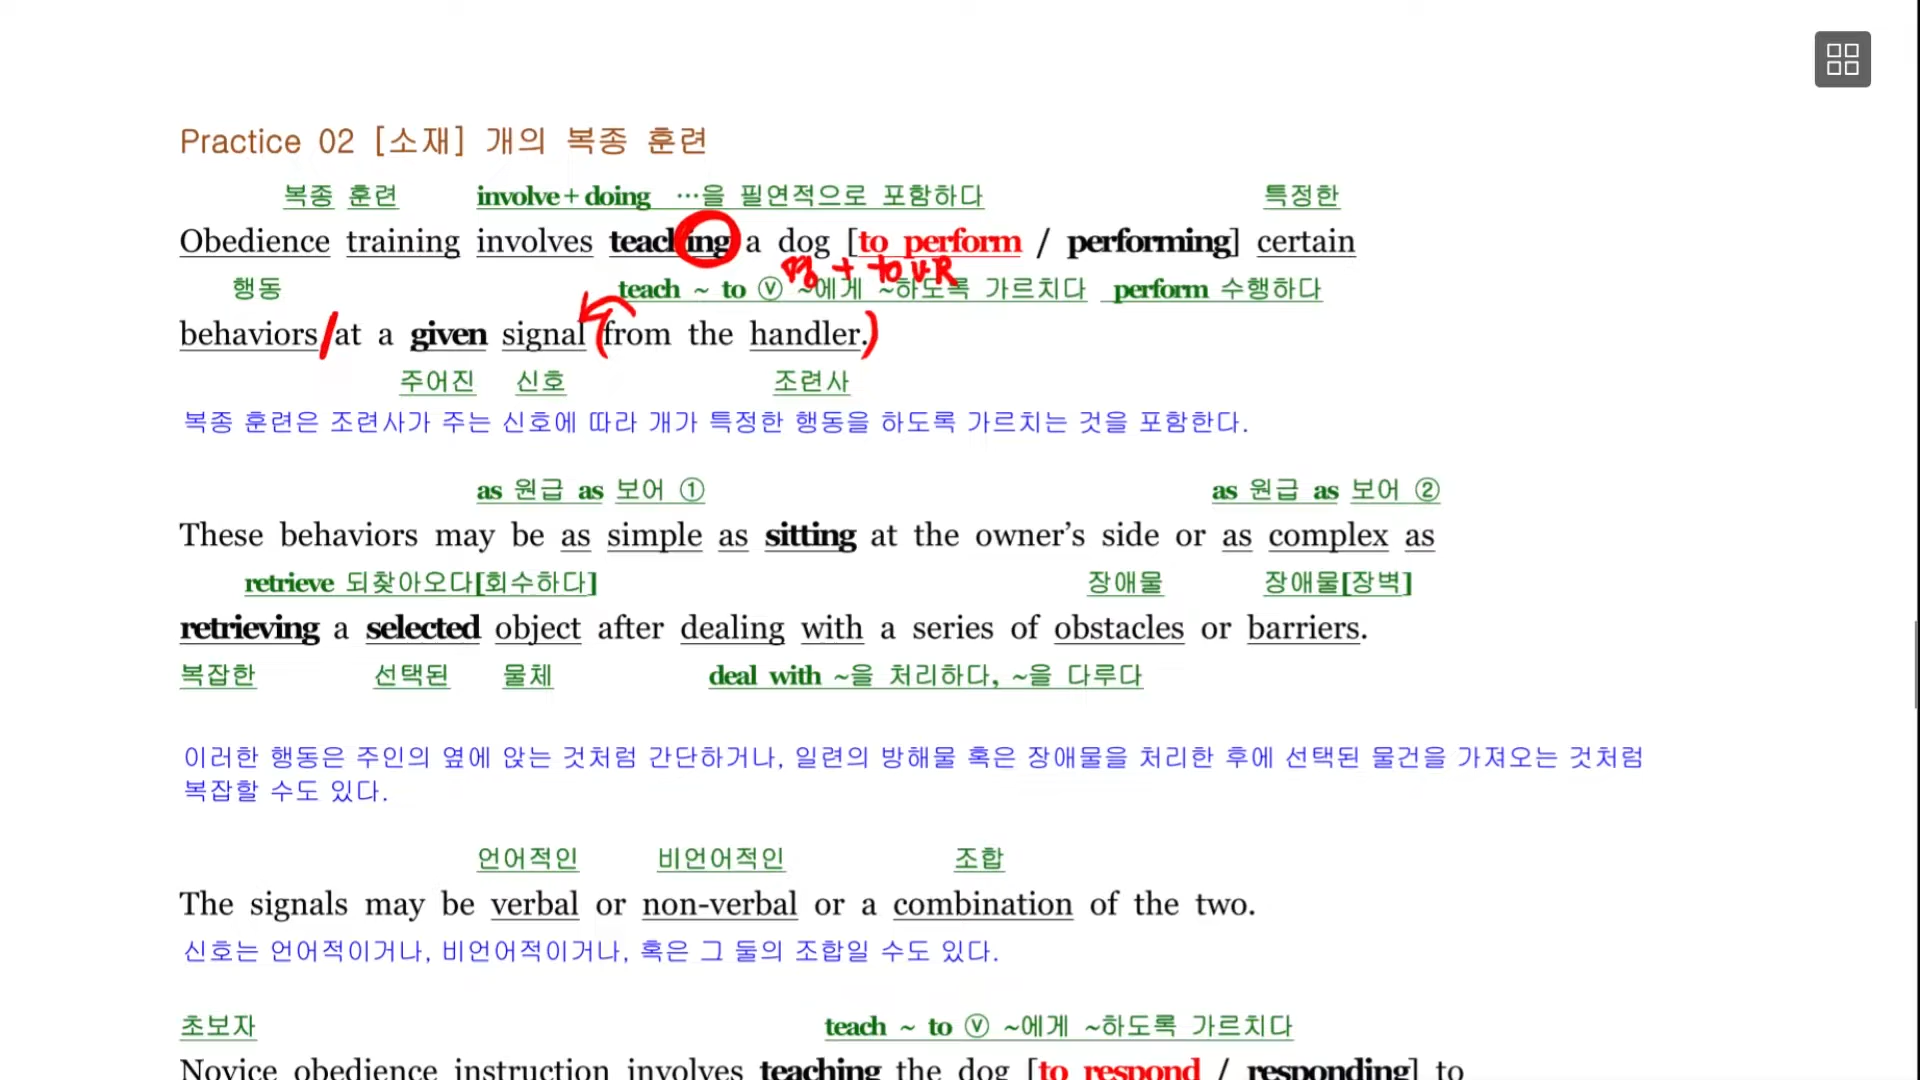 Practice 02 [소재] 개의 복종 훈련
복종 훈련 involve+doing …을 필연적으로 포함하다 특정한
Obedience training involves teaching a dog [to perform / performing] certain
+ to VR
행동 teach ~ to ⓥ ~에게 ~하도록 가르치다 perform 수행하다
behaviors/at a given signal (from the handler.)
주어진 신호 조련사
복종 훈련은 조련사가 주는 신호에 따라 개가 특정한 행동을 하도록 가르치는 것을 포함한다.
as 원급 as 보어 ① as 원급 as 보어 ②
These behaviors may be as simple as sitting at the owner’s side or as complex as
retrieve 되찾아오다[회수하다] 장애물 장애물[장벽]
retrieving a selected object after dealing with a series of obstacles or barriers.
복잡한 선택된 물체 deal with ~을 처리하다, ~을 다루다
이러한 행동은 주인의 옆에 앉는 것처럼 간단하거나, 일련의 방해물 혹은 장애물을 처리한 후에 선택된 물건을 가져오는 것처럼
복잡할 수도 있다.
언어적인 비언어적인 조합
The signals may be verbal or non-verbal or a combination of the two.
신호는 언어적이거나, 비언어적이거나, 혹은 그 둘의 조합일 수도 있다.
초보자 teach ~ to ⓥ ~에게 ~하도록 가르치다
Novice obedience instruction involves teaching the dog [to respond / responding] to